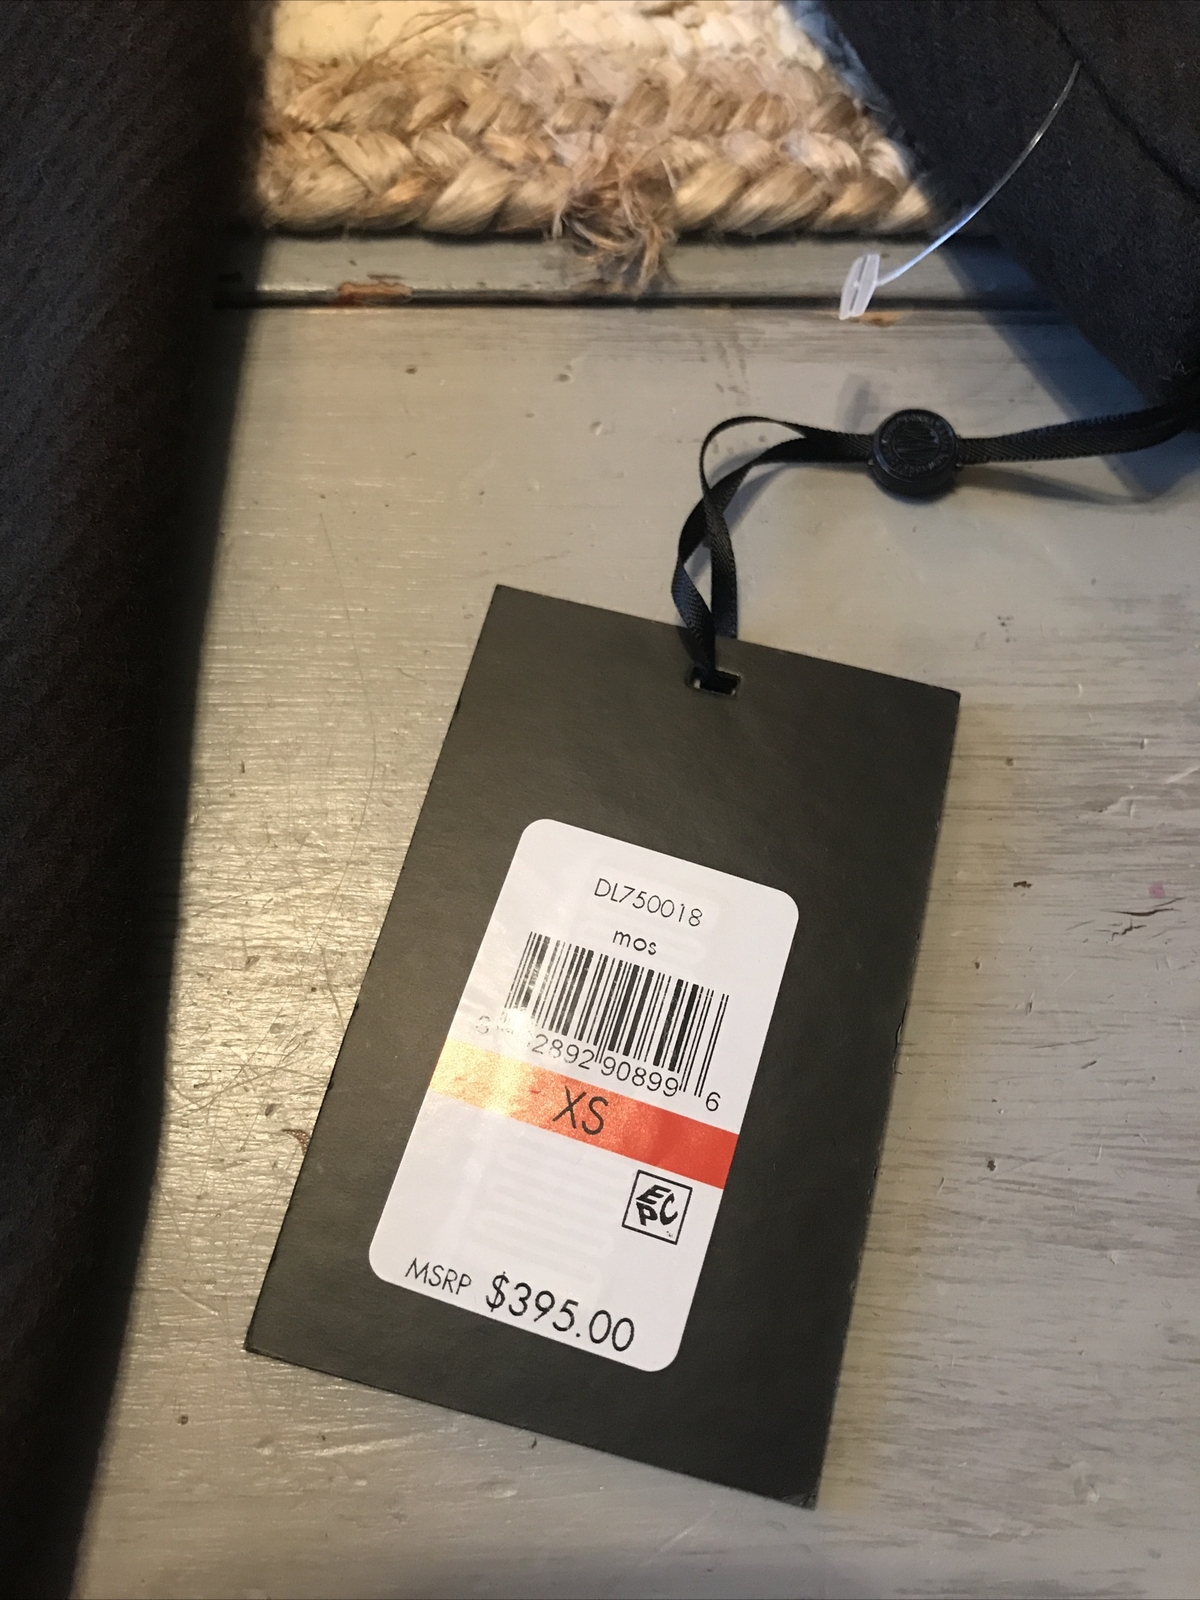 DL750018
mos
2892 90899 6
XS
EPC
MSRP $395.00